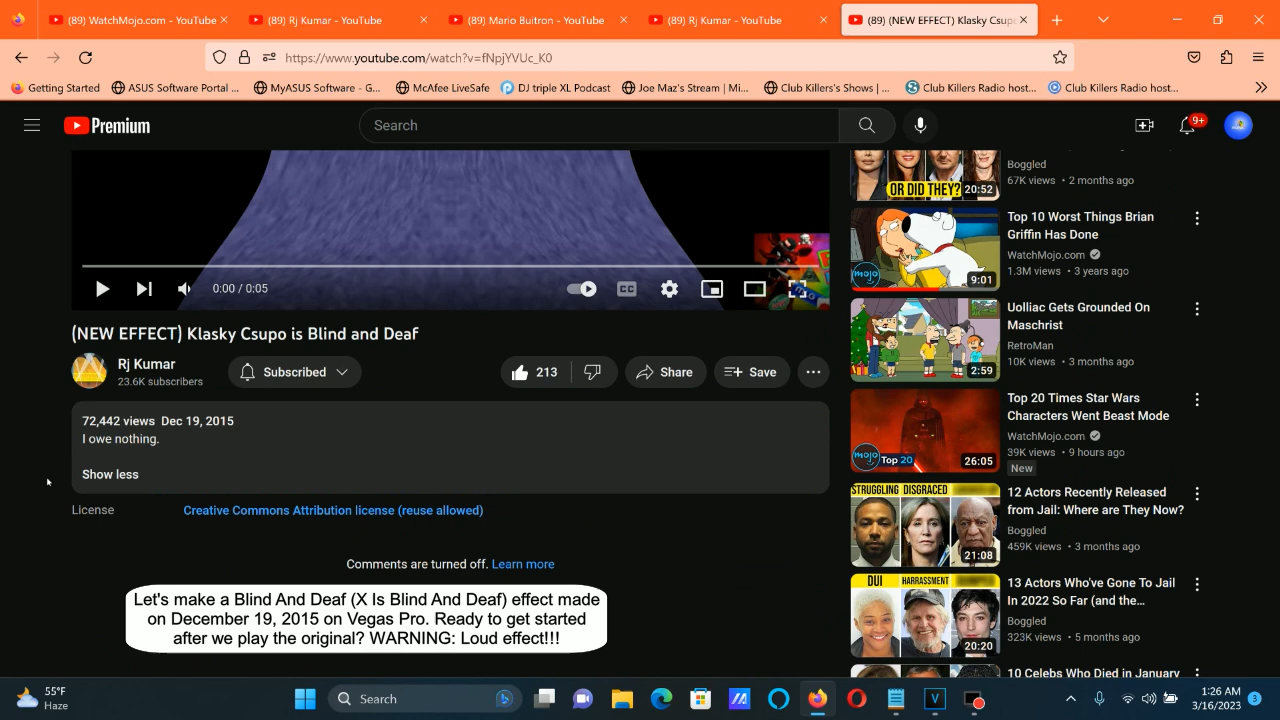 (89) WatchMojo.com - YouTube
(89) Rj Kumar - YouTube
(89) Mario Buitron - YouTube
(89) Rj Kumar - YouTube
(89) (NEW EFFECT) Klasky Csupo
https://www.youtube.com/watch?v=fNpjYVUc_K0
Getting Started
ASUS Software Portal ...
MyASUS Software - G...
McAfee LiveSafe
DJ triple XL Podcast
Joe Maz's Stream | Mi...
Club Killers's Shows | ...
Club Killers Radio host...
Club Killers Radio host...
Premium
Search
9+
0:00 / 0:05
CC
(NEW EFFECT) Klasky Csupo is Blind and Deaf
Rj Kumar
23.6K subscribers
Subscribed
213
Share
Save
72,442 views Dec 19, 2015
I owe nothing.
Show less
License
Creative Commons Attribution license (reuse allowed)
Comments are turned off. Learn more
Let's make a Blind And Deaf (X Is Blind And Deaf) effect made
on December 19, 2015 on Vegas Pro. Ready to get started
after we play the original? WARNING: Loud effect!!!
OR DID THEY?
20:52
Boggled
67K views • 2 months ago
mojo
9:01
Top 10 Worst Things Brian
Griffin Has Done
WatchMojo.com
1.3M views • 3 years ago
2:59
Uolliac Gets Grounded On
Maschrist
RetroMan
10K views • 3 months ago
mojo
Top 20
26:05
Top 20 Times Star Wars
Characters Went Beast Mode
WatchMojo.com
39K views • 9 hours ago
New
STRUGGLING DISGRACED
21:08
12 Actors Recently Released
from Jail: Where are They Now?
Boggled
459K views • 3 months ago
DUI
HARRASSMENT
20:20
13 Actors Who've Gone To Jail
In 2022 So Far (and the...
Boggled
323K views • 5 months ago
10 Celebs Who Died in January
55°F
Haze
Search
1:26 AM
3/16/2023
3